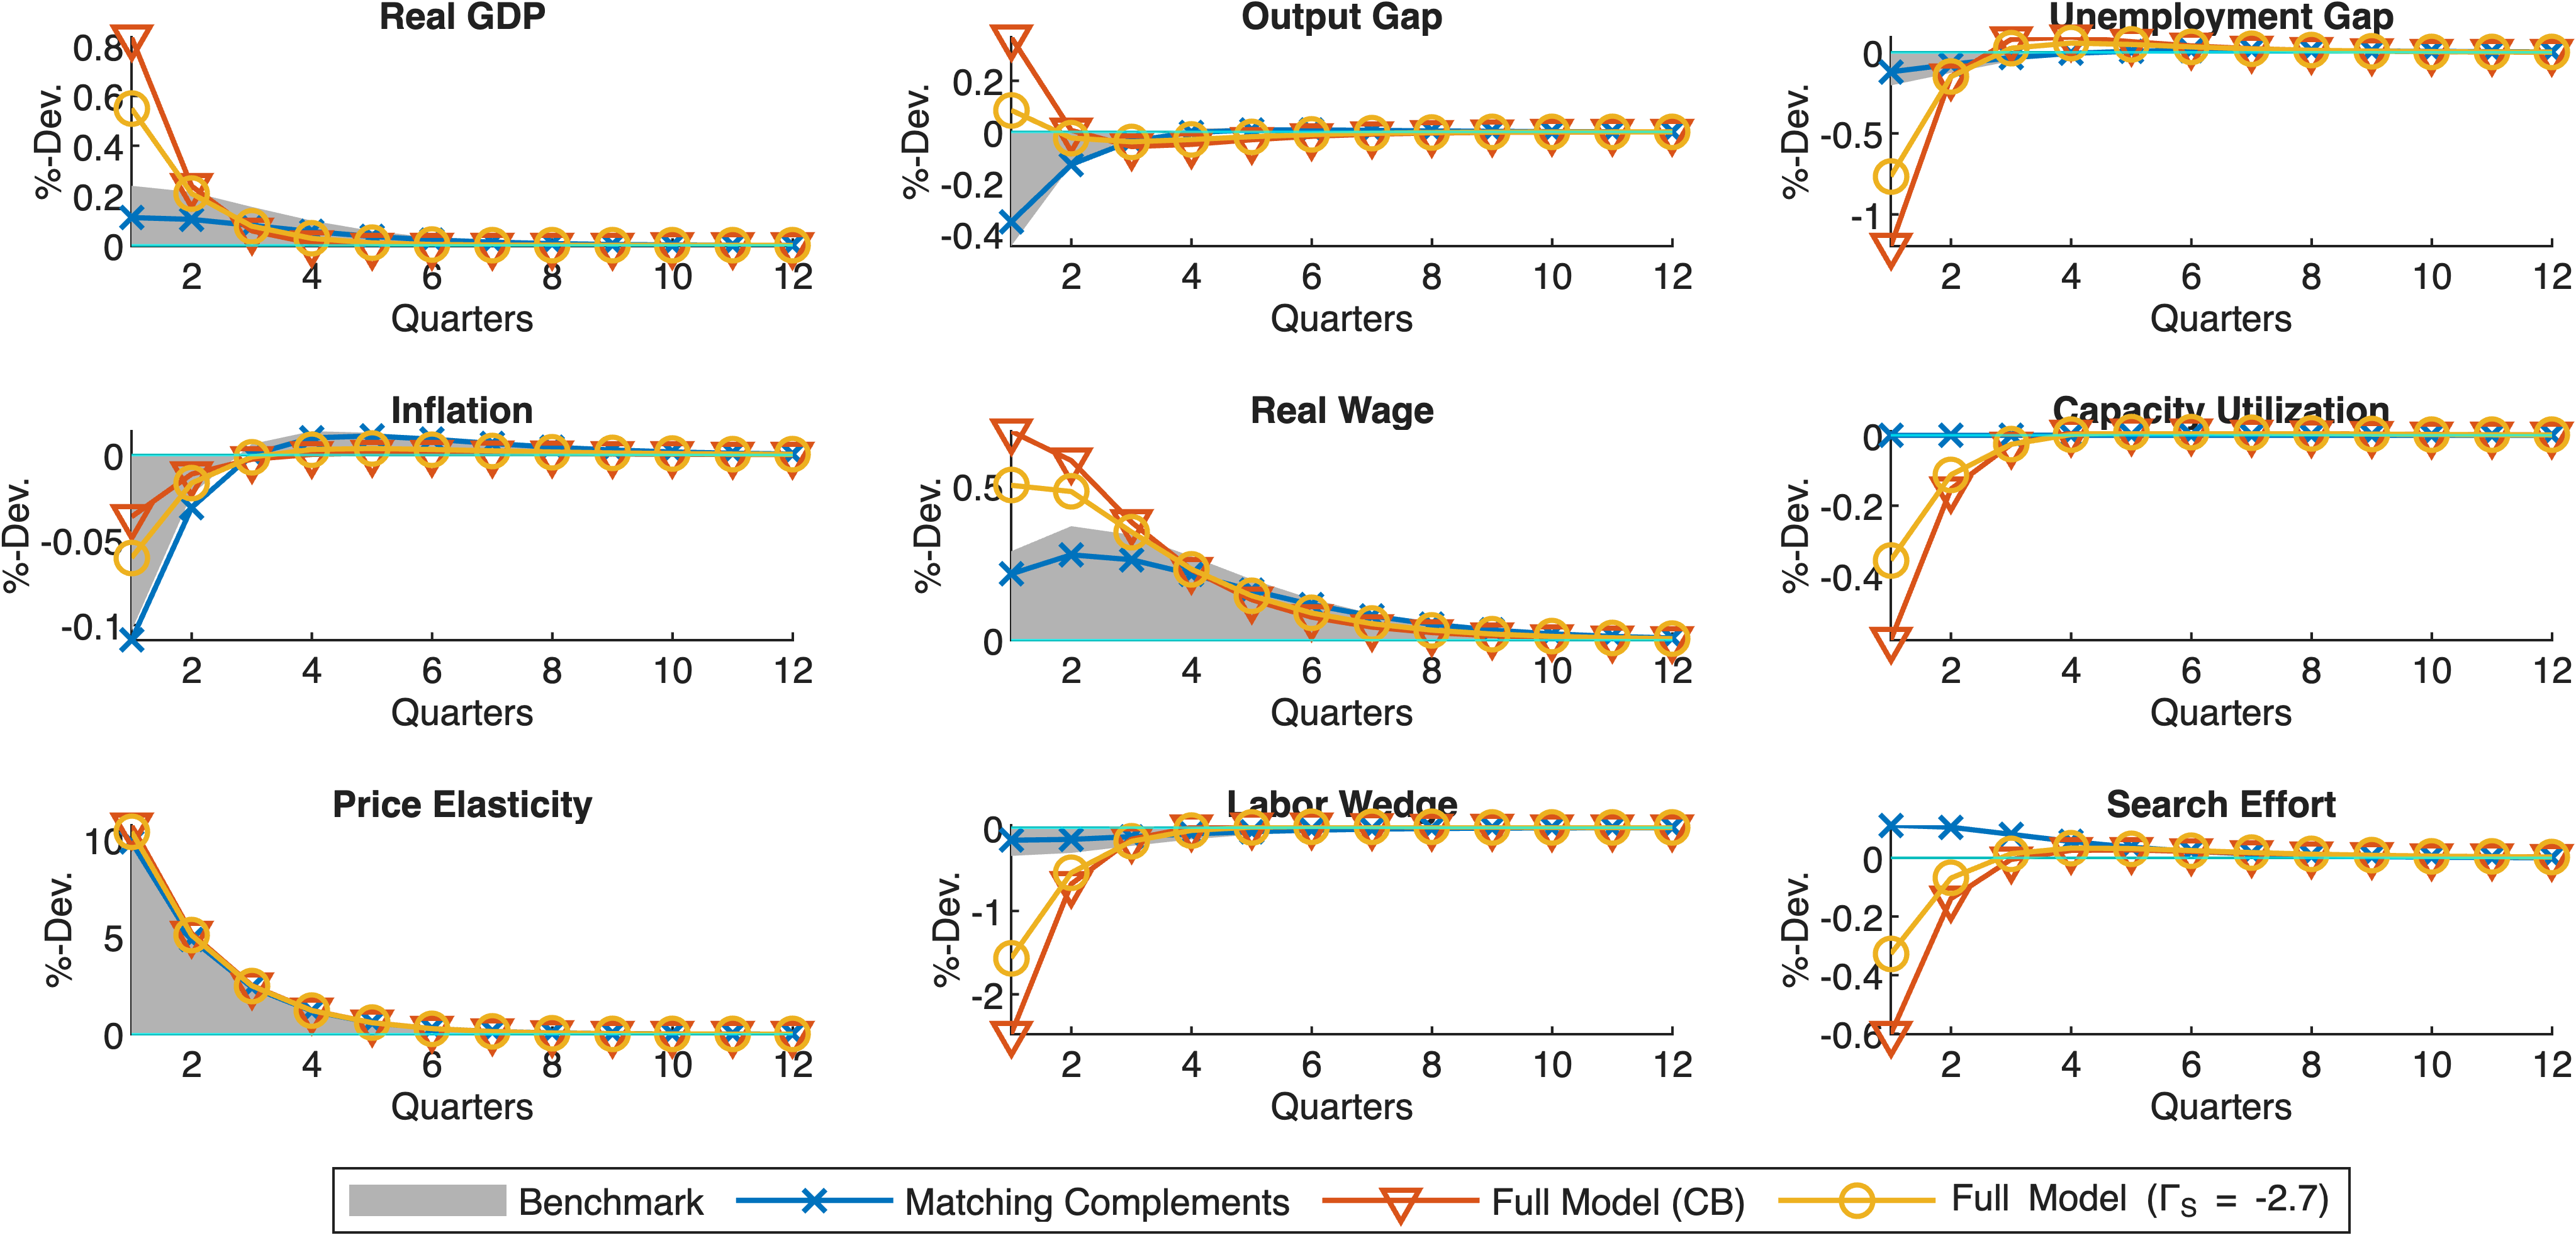 Real GDP
%-Dev.
0.8
0.6
0.4
0.2
0
2 4 6 8 10 12
Quarters
Output Gap
%-Dev.
0.2
0
-0.2
-0.4
2 4 6 8 10 12
Quarters
Unemployment Gap
%-Dev.
0
-0.5
-1
2 4 6 8 10 12
Quarters
Inflation
%-Dev.
0
-0.05
-0.1
2 4 6 8 10 12
Quarters
Real Wage
%-Dev.
0.5
0
2 4 6 8 10 12
Quarters
Capacity Utilization
%-Dev.
0
-0.2
-0.4
2 4 6 8 10 12
Quarters
Price Elasticity
%-Dev.
10
5
0
2 4 6 8 10 12
Quarters
Labor Wedge
%-Dev.
0
-1
-2
2 4 6 8 10 12
Quarters
Search Effort
%-Dev.
0
-0.2
-0.4
-0.6
2 4 6 8 10 12
Quarters
Benchmark Matching Complements Full Model (CB) Full Model (Γ_S = -2.7)